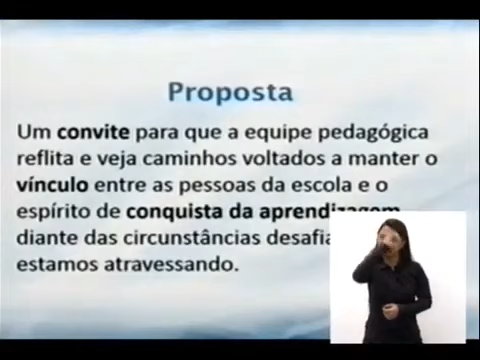 Proposta
Um convite para que a equipe pedagógica
reflita e veja caminhos voltados a manter o
vínculo entre as pessoas da escola e o
espírito de conquista da aprendizagem
diante das circunstâncias
estamos atravessando.